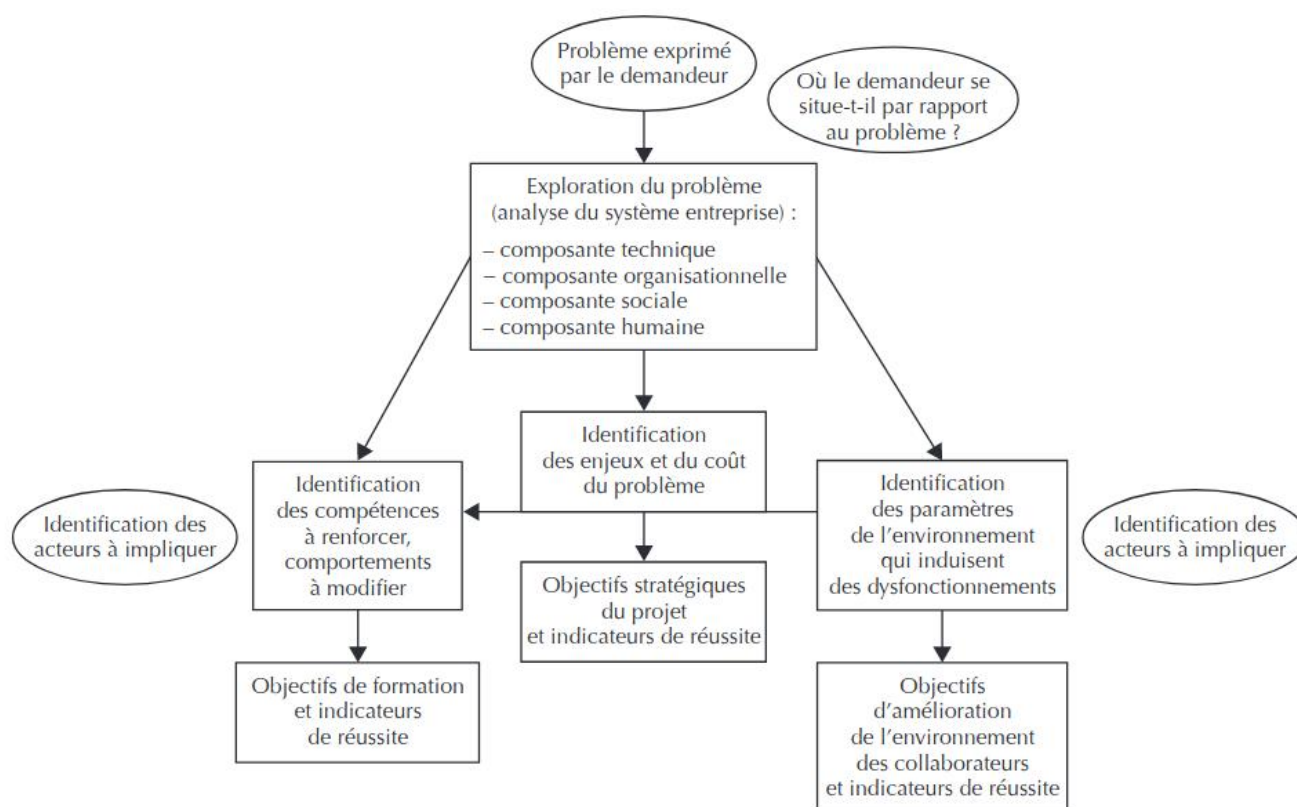 Problème exprimé
par le demandeur
Où le demandeur se
situe-t-il par rapport
au problème ?
Exploration du problème
(analyse du système entreprise) :
– composante technique
– composante organisationnelle
– composante sociale
– composante humaine
Identification
des enjeux et du coût
du problème
Identification des
acteurs à impliquer
Identification
des compétences
à renforcer,
comportements
à modifier
Identification
des paramètres
de l’environnement
qui induisent
des dysfonctionnements
Identification des
acteurs à impliquer
Objectifs stratégiques
du projet
et indicateurs de réussite
Objectifs de formation
et indicateurs
de réussite
Objectifs
d’amélioration
de l’environnement
des collaborateurs
et indicateurs de réussite